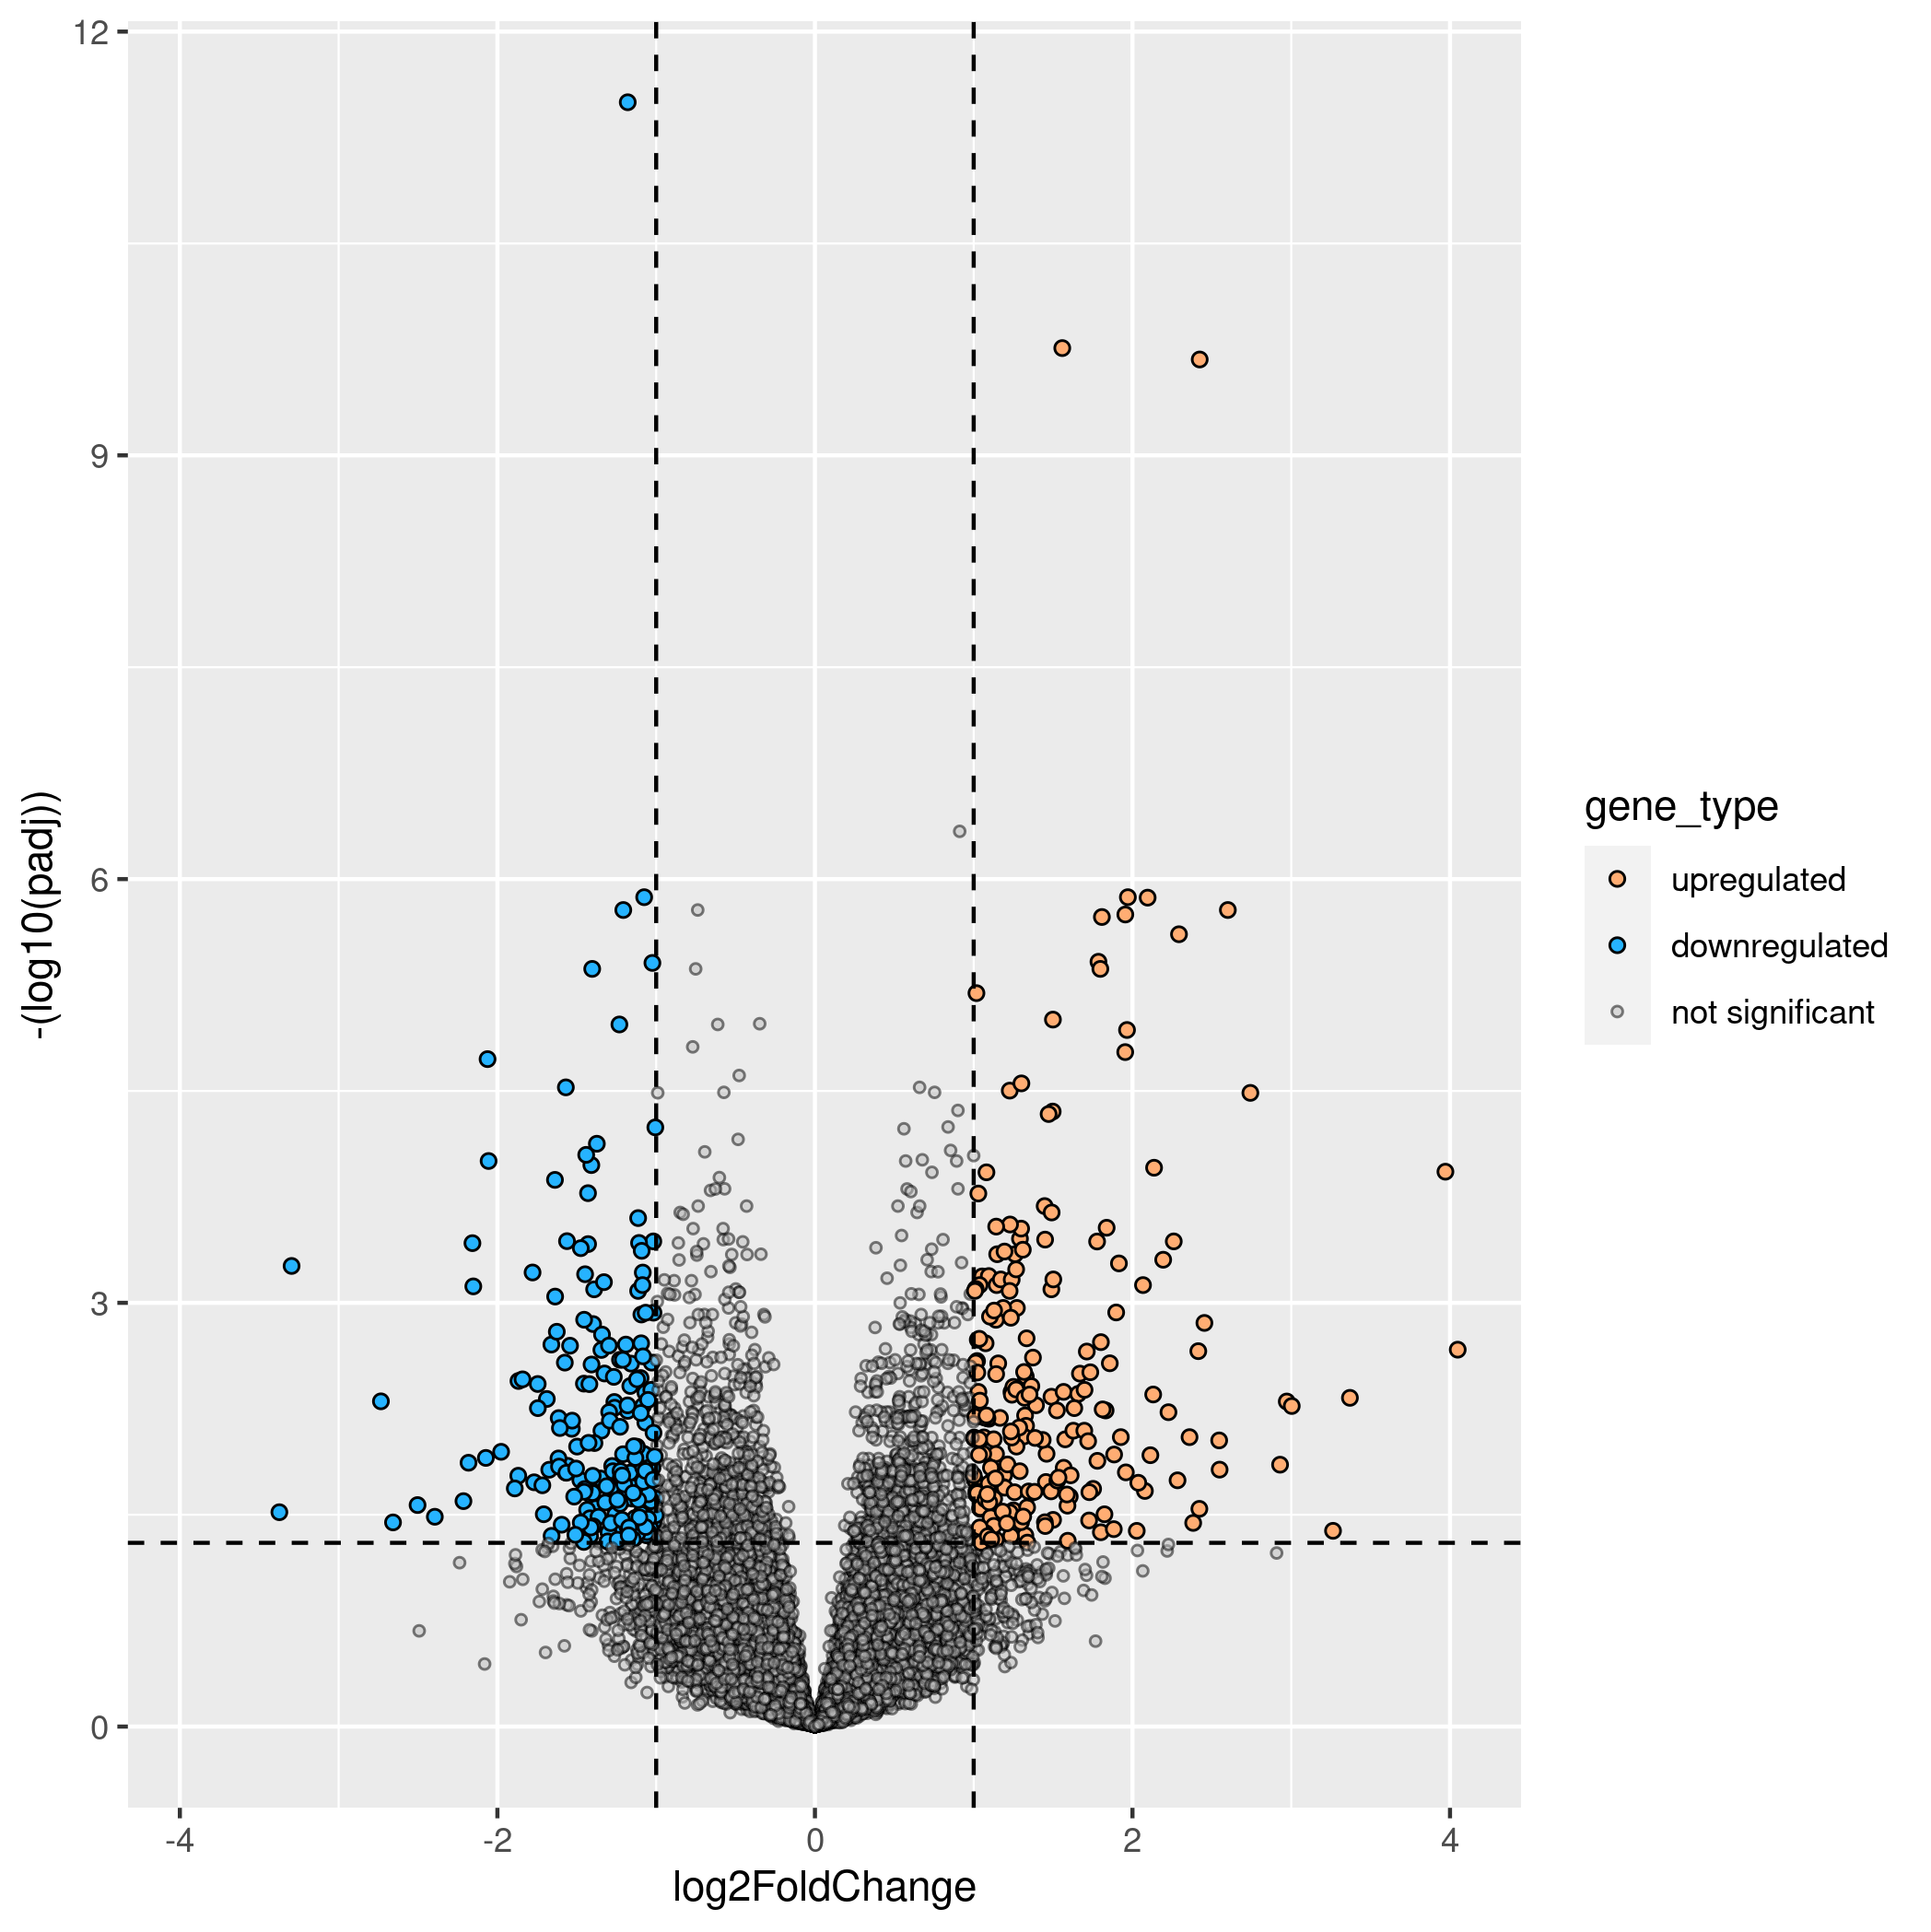 12
9
6
3
0
-(log10(padj))
-4
-2
0
2
4
log2FoldChange
gene_type
upregulated
downregulated
not significant